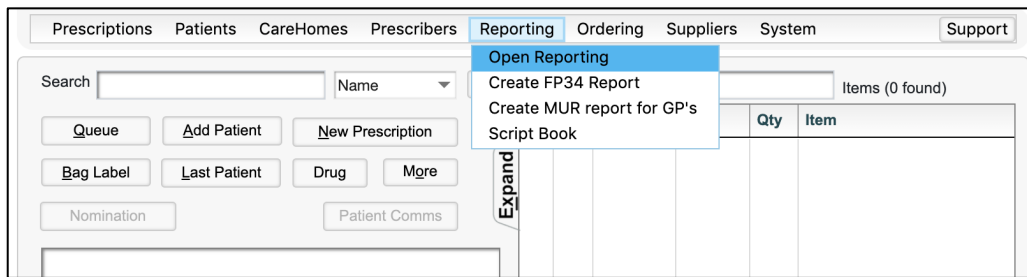 Prescriptions Patients CareHomes Prescribers Reporting Ordering Suppliers System Support
Open Reporting
Create FP34 Report
Create MUR report for GP's
Script Book
Search Name Items (0 found)
Queue Add Patient New Prescription
Bag Label Last Patient Drug More
Nomination Patient Comms
Expand
Qty Item